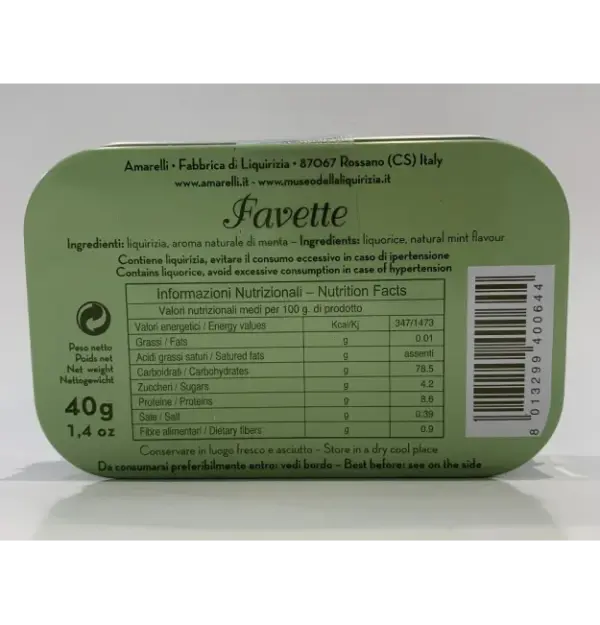 Amarelli • Fabbrica di Liquirizia • 87067 Rossano (CS) Italy
www.amarelli.it - www.museodellaliquirizia.it
Favette
Ingredienti: liquirizia, aroma naturale di menta – Ingredients: liquorice, natural mint flavour
Contiene liquirizia, evitare il consumo eccessivo in caso di ipertensione
Contains liquorice, avoid excessive consumption in case of hypertension
Informazioni Nutrizionali – Nutrition Facts
Valori nutrizionali medi per 100 g. di prodotto
Valori energetici / Energy values Kcal/Kj 347/1473
Grassi / Fats g 0.01
Acidi grassi saturi / Satured fats g assenti
Carboidrati / Carbohydrates g 78.5
Zuccheri / Sugars g 4.2
Proteine / Proteins g 8.6
Sale / Salt g 0.39
Fibre alimentari / Dietary fibers g 0.9
Peso netto
Poids net
Net weight
Nettogewicht
40g
1,4 oz
Conservare in luogo fresco e asciutto – Store in a dry cool place
Da consumarsi preferibilmente entro: vedi bordo – Best before: see on the side
8 013299 400644